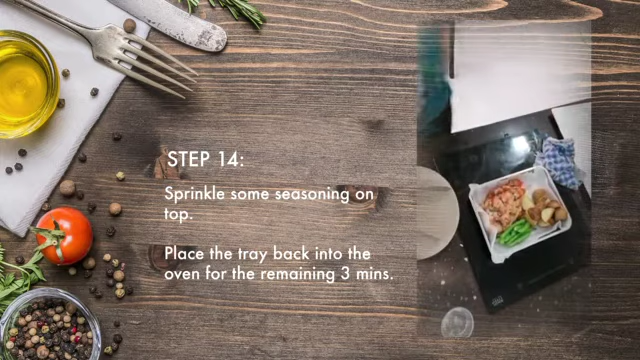 STEP 14:
Sprinkle some seasoning on
top.
Place the tray back into the
oven for the remaining 3 mins.